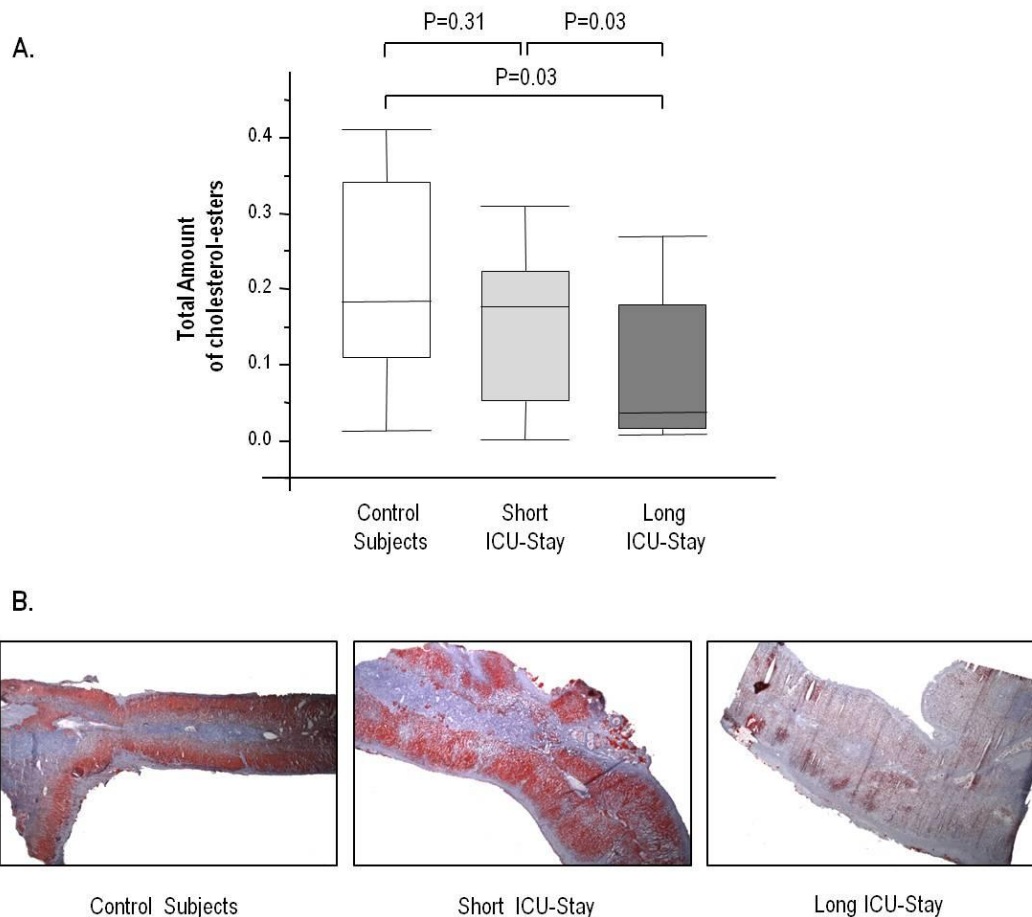 A.
P=0.31 P=0.03
P=0.03
Total Amount
of cholesterol-esters
0.4
0.3
0.2
0.1
0.0
Control
Subjects
Short
ICU-Stay
Long
ICU-Stay
B.
Control Subjects
Short ICU-Stay
Long ICU-Stay